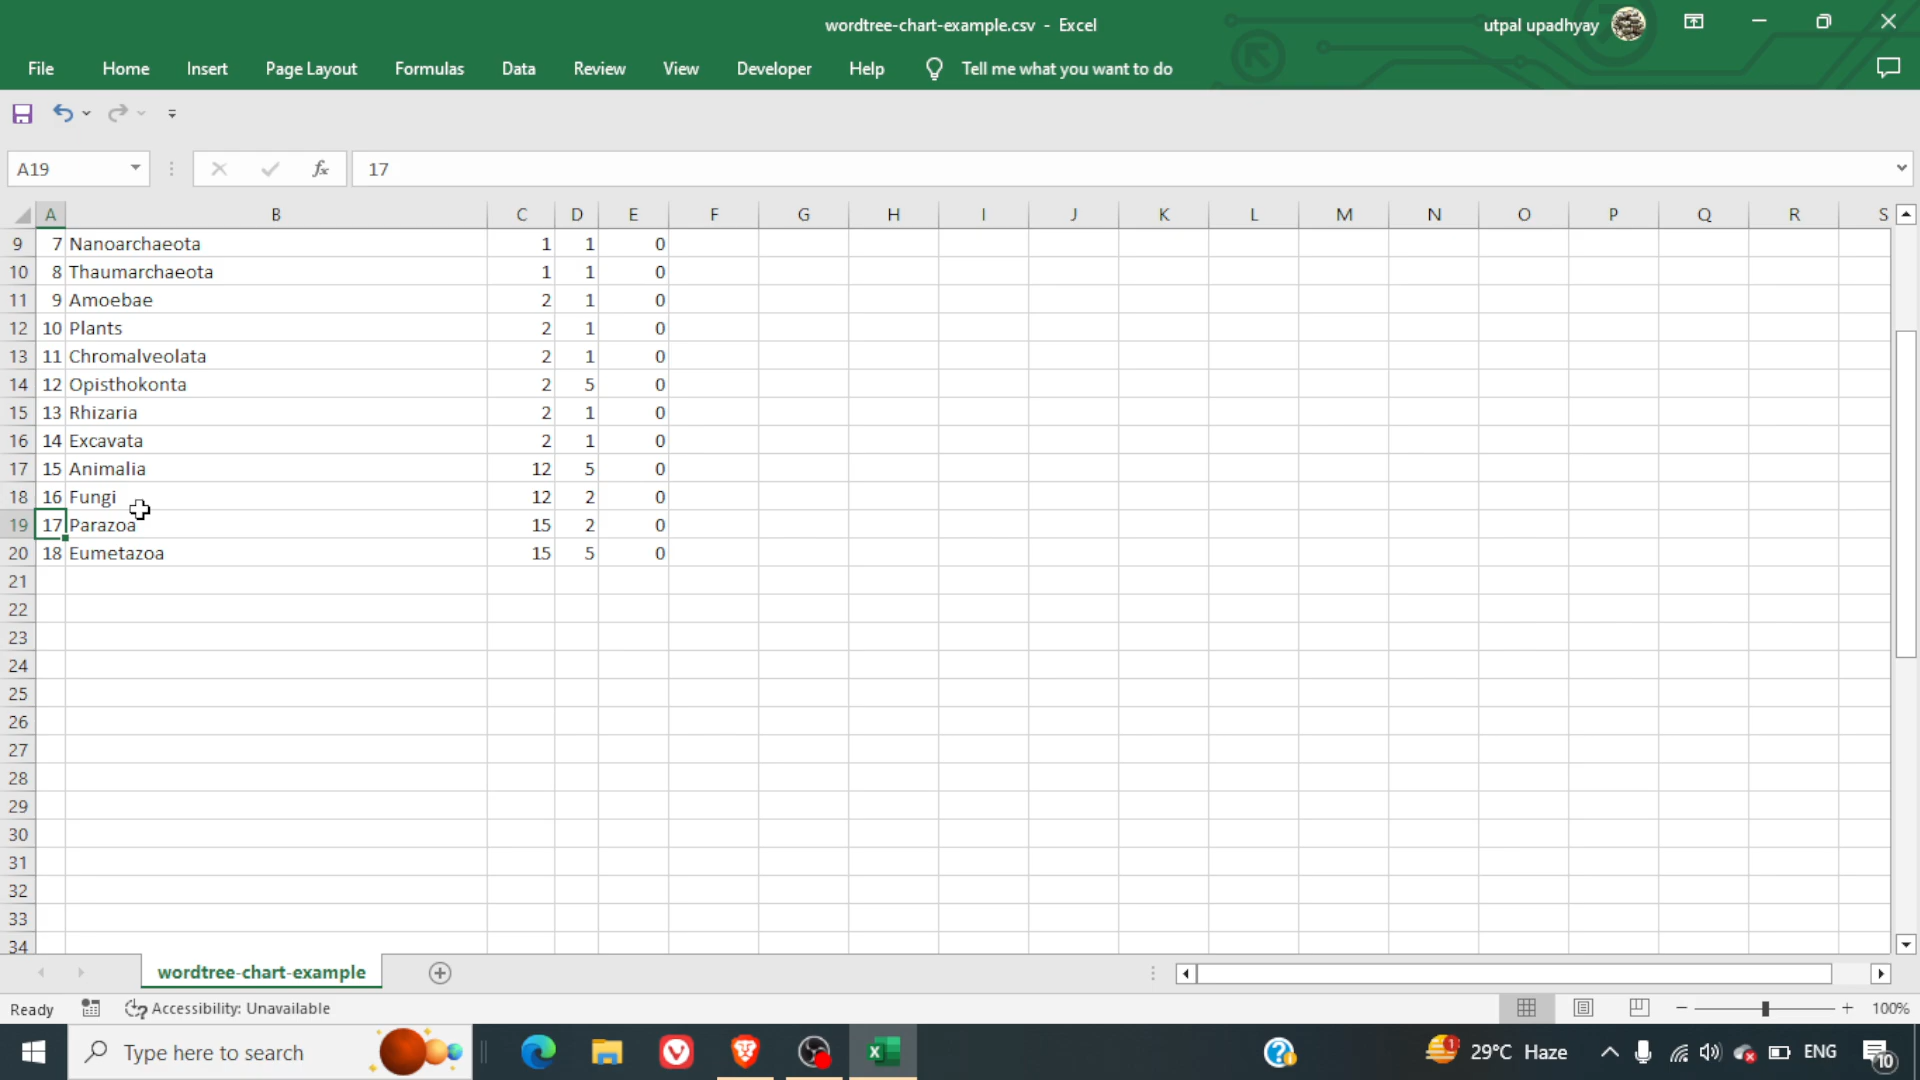 wordtree-chart-example.csv - Excel
utpal upadhyay
File Home Insert Page Layout Formulas Data Review View Developer Help Tell me what you want to do
A19 fx 17
A B C D E F G H I J K L M N O P Q R S
9 7 Nanoarchaeota 1 1 0
10 8 Thaumarchaeota 1 1 0
11 9 Amoebae 2 1 0
12 10 Plants 2 1 0
13 11 Chromalveolata 2 1 0
14 12 Opisthokonta 2 5 0
15 13 Rhizaria 2 1 0
16 14 Excavata 2 1 0
17 15 Animalia 12 5 0
18 16 Fungi 12 2 0
19 17 Parazoa 15 2 0
20 18 Eumetazoa 15 5 0
21
22
23
24
25
26
27
28
29
30
31
32
33
34
wordtree-chart-example
Ready Accessibility: Unavailable 100%
Type here to search 1 29°C Haze ENG 10